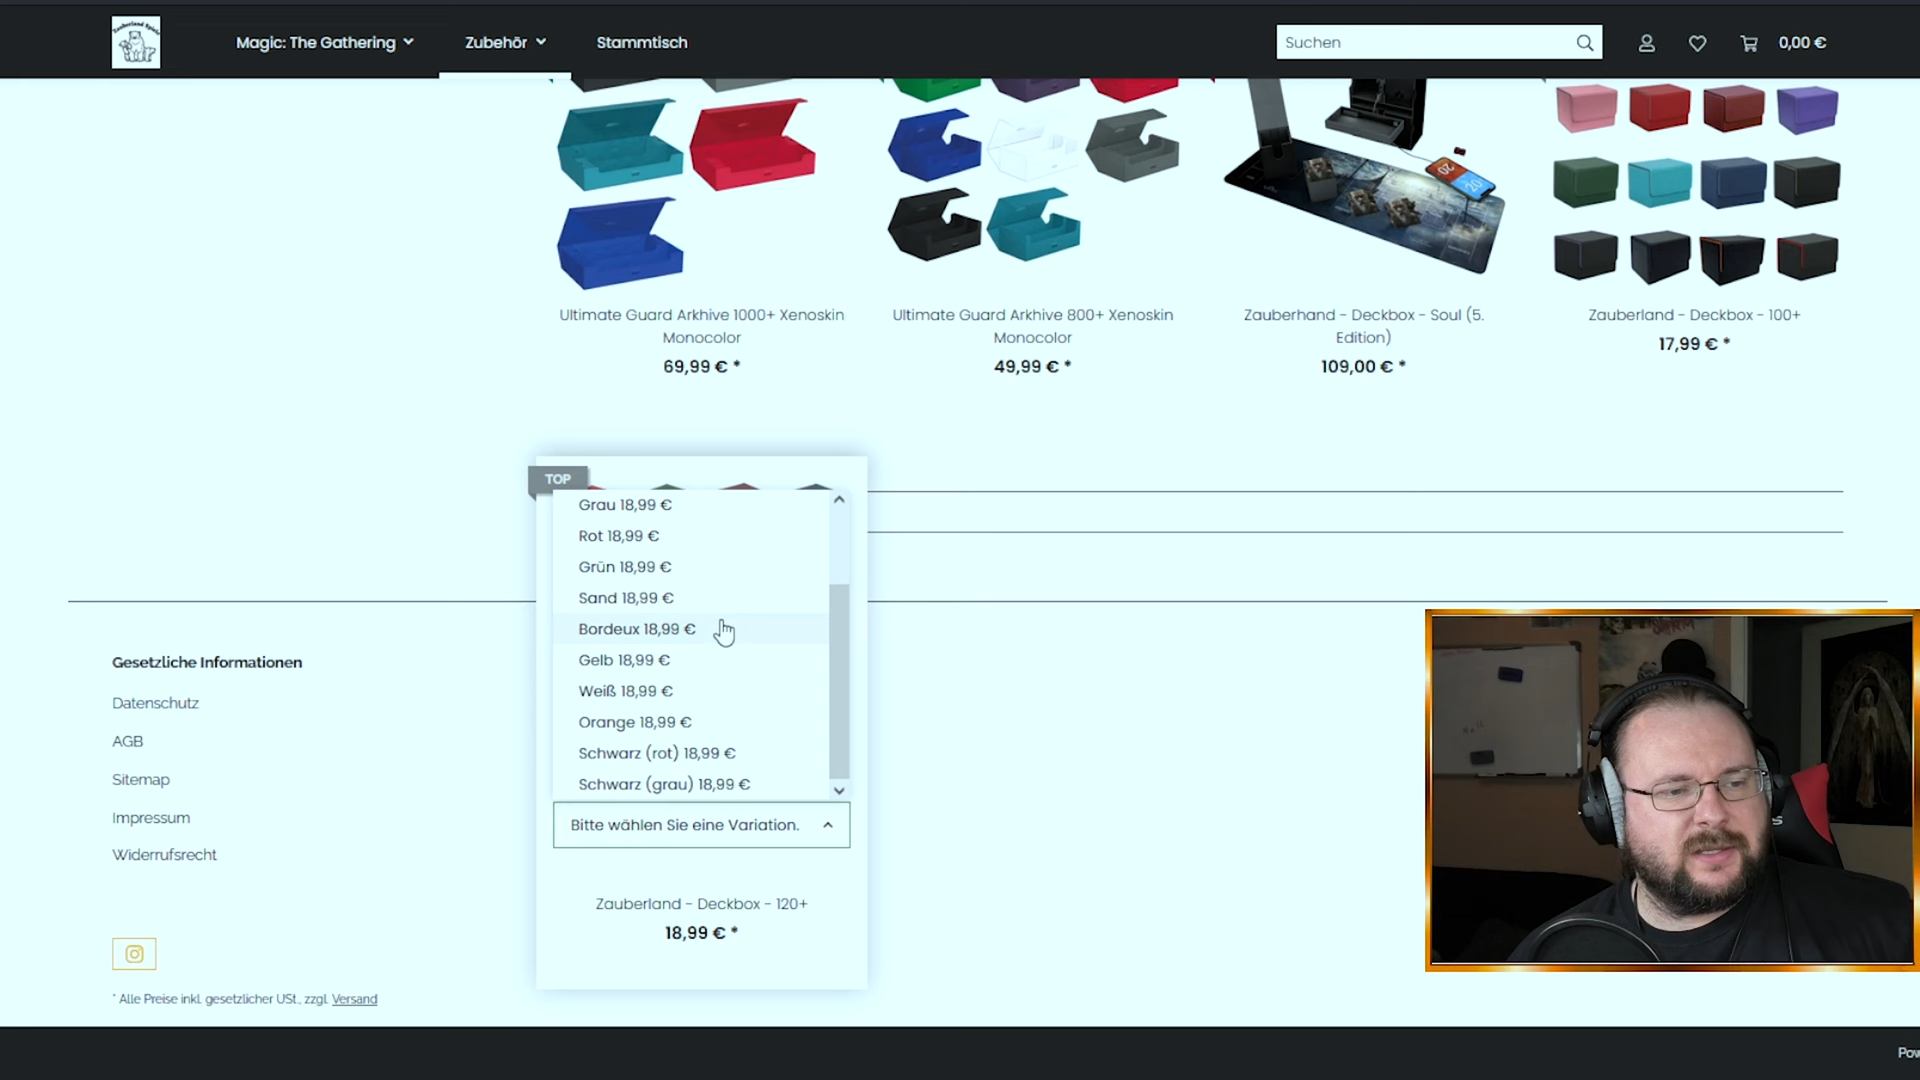 Zauberland Spiele
Magic: The Gathering
Zubehör
Stammtisch
Suchen
0,00 €
Ultimate Guard Arkhive 1000+ Xenoskin
Monocolor
69,99 € *
Ultimate Guard Arkhive 800+ Xenoskin
Monocolor
49,99 € *
Zauberhand - Deckbox - Soul (5.
Edition)
109,00 € *
Zauberland - Deckbox - 100+
17,99 € *
TOP
Grau 18,99 €
Rot 18,99 €
Grün 18,99 €
Sand 18,99 €
Bordeux 18,99 €
Gelb 18,99 €
Weiß 18,99 €
Orange 18,99 €
Schwarz (rot) 18,99 €
Schwarz (grau) 18,99 €
Bitte wählen Sie eine Variation.
Zauberland - Deckbox - 120+
18,99 € *
Gesetzliche Informationen
Datenschutz
AGB
Sitemap
Impressum
Widerrufsrecht
* Alle Preise inkl. gesetzlicher USt., zzgl. Versand
Pow